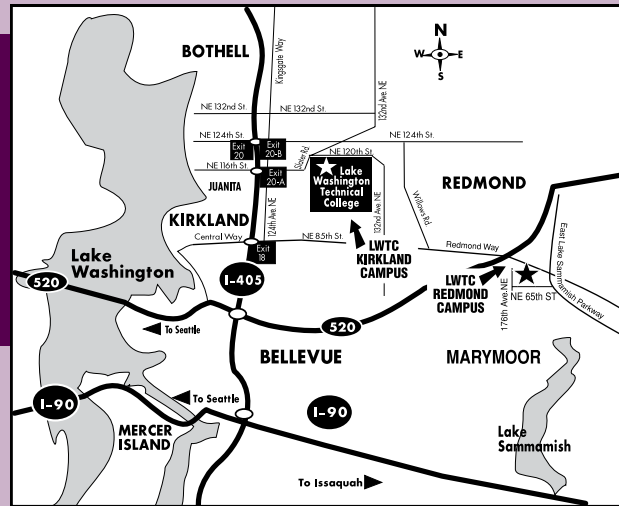 BOTHELL
Kingsgate Way
N
W E
S
NE 132nd St.
NE 132nd St.
132nd Ave. NE
NE 124th St.
Exit
20
Exit
20-B
NE 124th St.
Slater Rd
NE 120th St.
NE 116th St.
Exit
20-A
JUANITA
124th Ave. NE
Lake
Washington
Technical
College
REDMOND
KIRKLAND
132nd Ave. NE
Willows Rd
Central Way
NE 85th St.
Exit
18
LWTC
KIRKLAND
CAMPUS
Redmond Way
East Lake Sammamish Parkway
Lake
Washington
I-405
LWTC
REDMOND
CAMPUS
176th Ave. NE
NE 65th ST
520
To Seattle
520
BELLEVUE
MARYMOOR
I-90
To Seattle
I-90
MERCER
ISLAND
Lake
Sammamish
To Issaquah